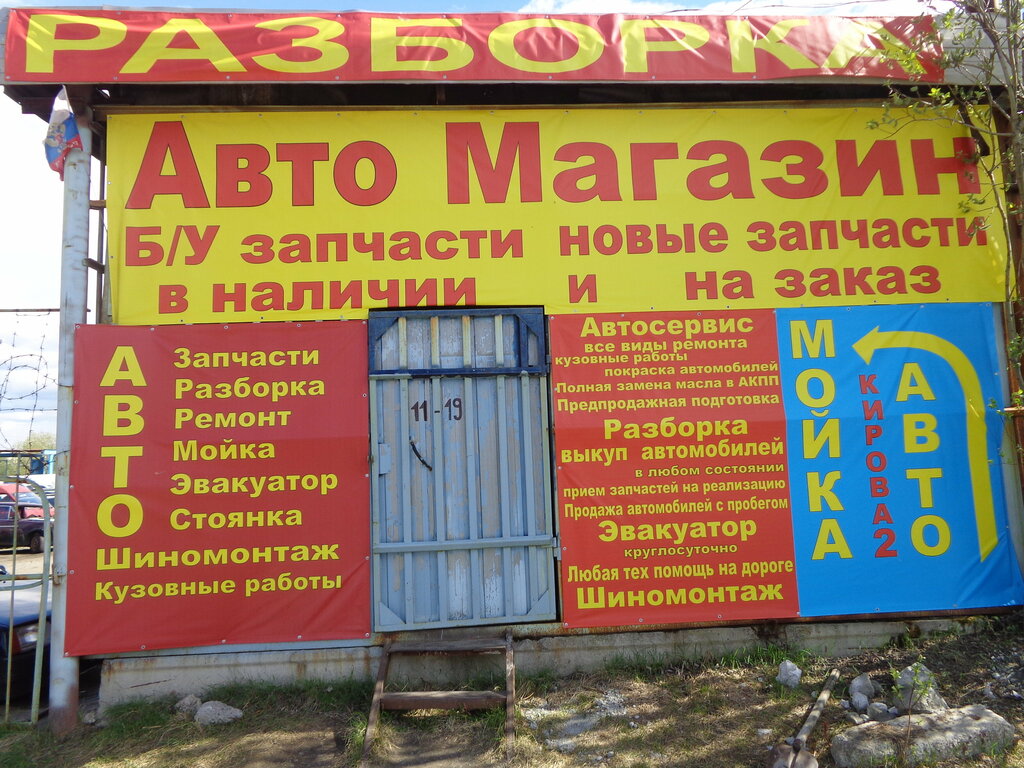 РАЗБОРКА
Авто Магазин
Б/У запчасти новые запчасти
в наличии и на заказ
АВТО
Запчасти
Разборка
Ремонт
Мойка
Эвакуатор
Стоянка
Шиномонтаж
Кузовные работы
11-19
Автосервис
все виды ремонта
кузовные работы
покраска автомобилей
Полная замена масла в АКПП
Предпродажная подготовка
Разборка
выкуп автомобилей
в любом состоянии
прием запчастей на реализацию
Продажа автомобилей с пробегом
Эвакуатор
круглосуточно
Любая тех помощь на дороге
Шиномонтаж
МОЙКА
КИРОВА 2
АВТО